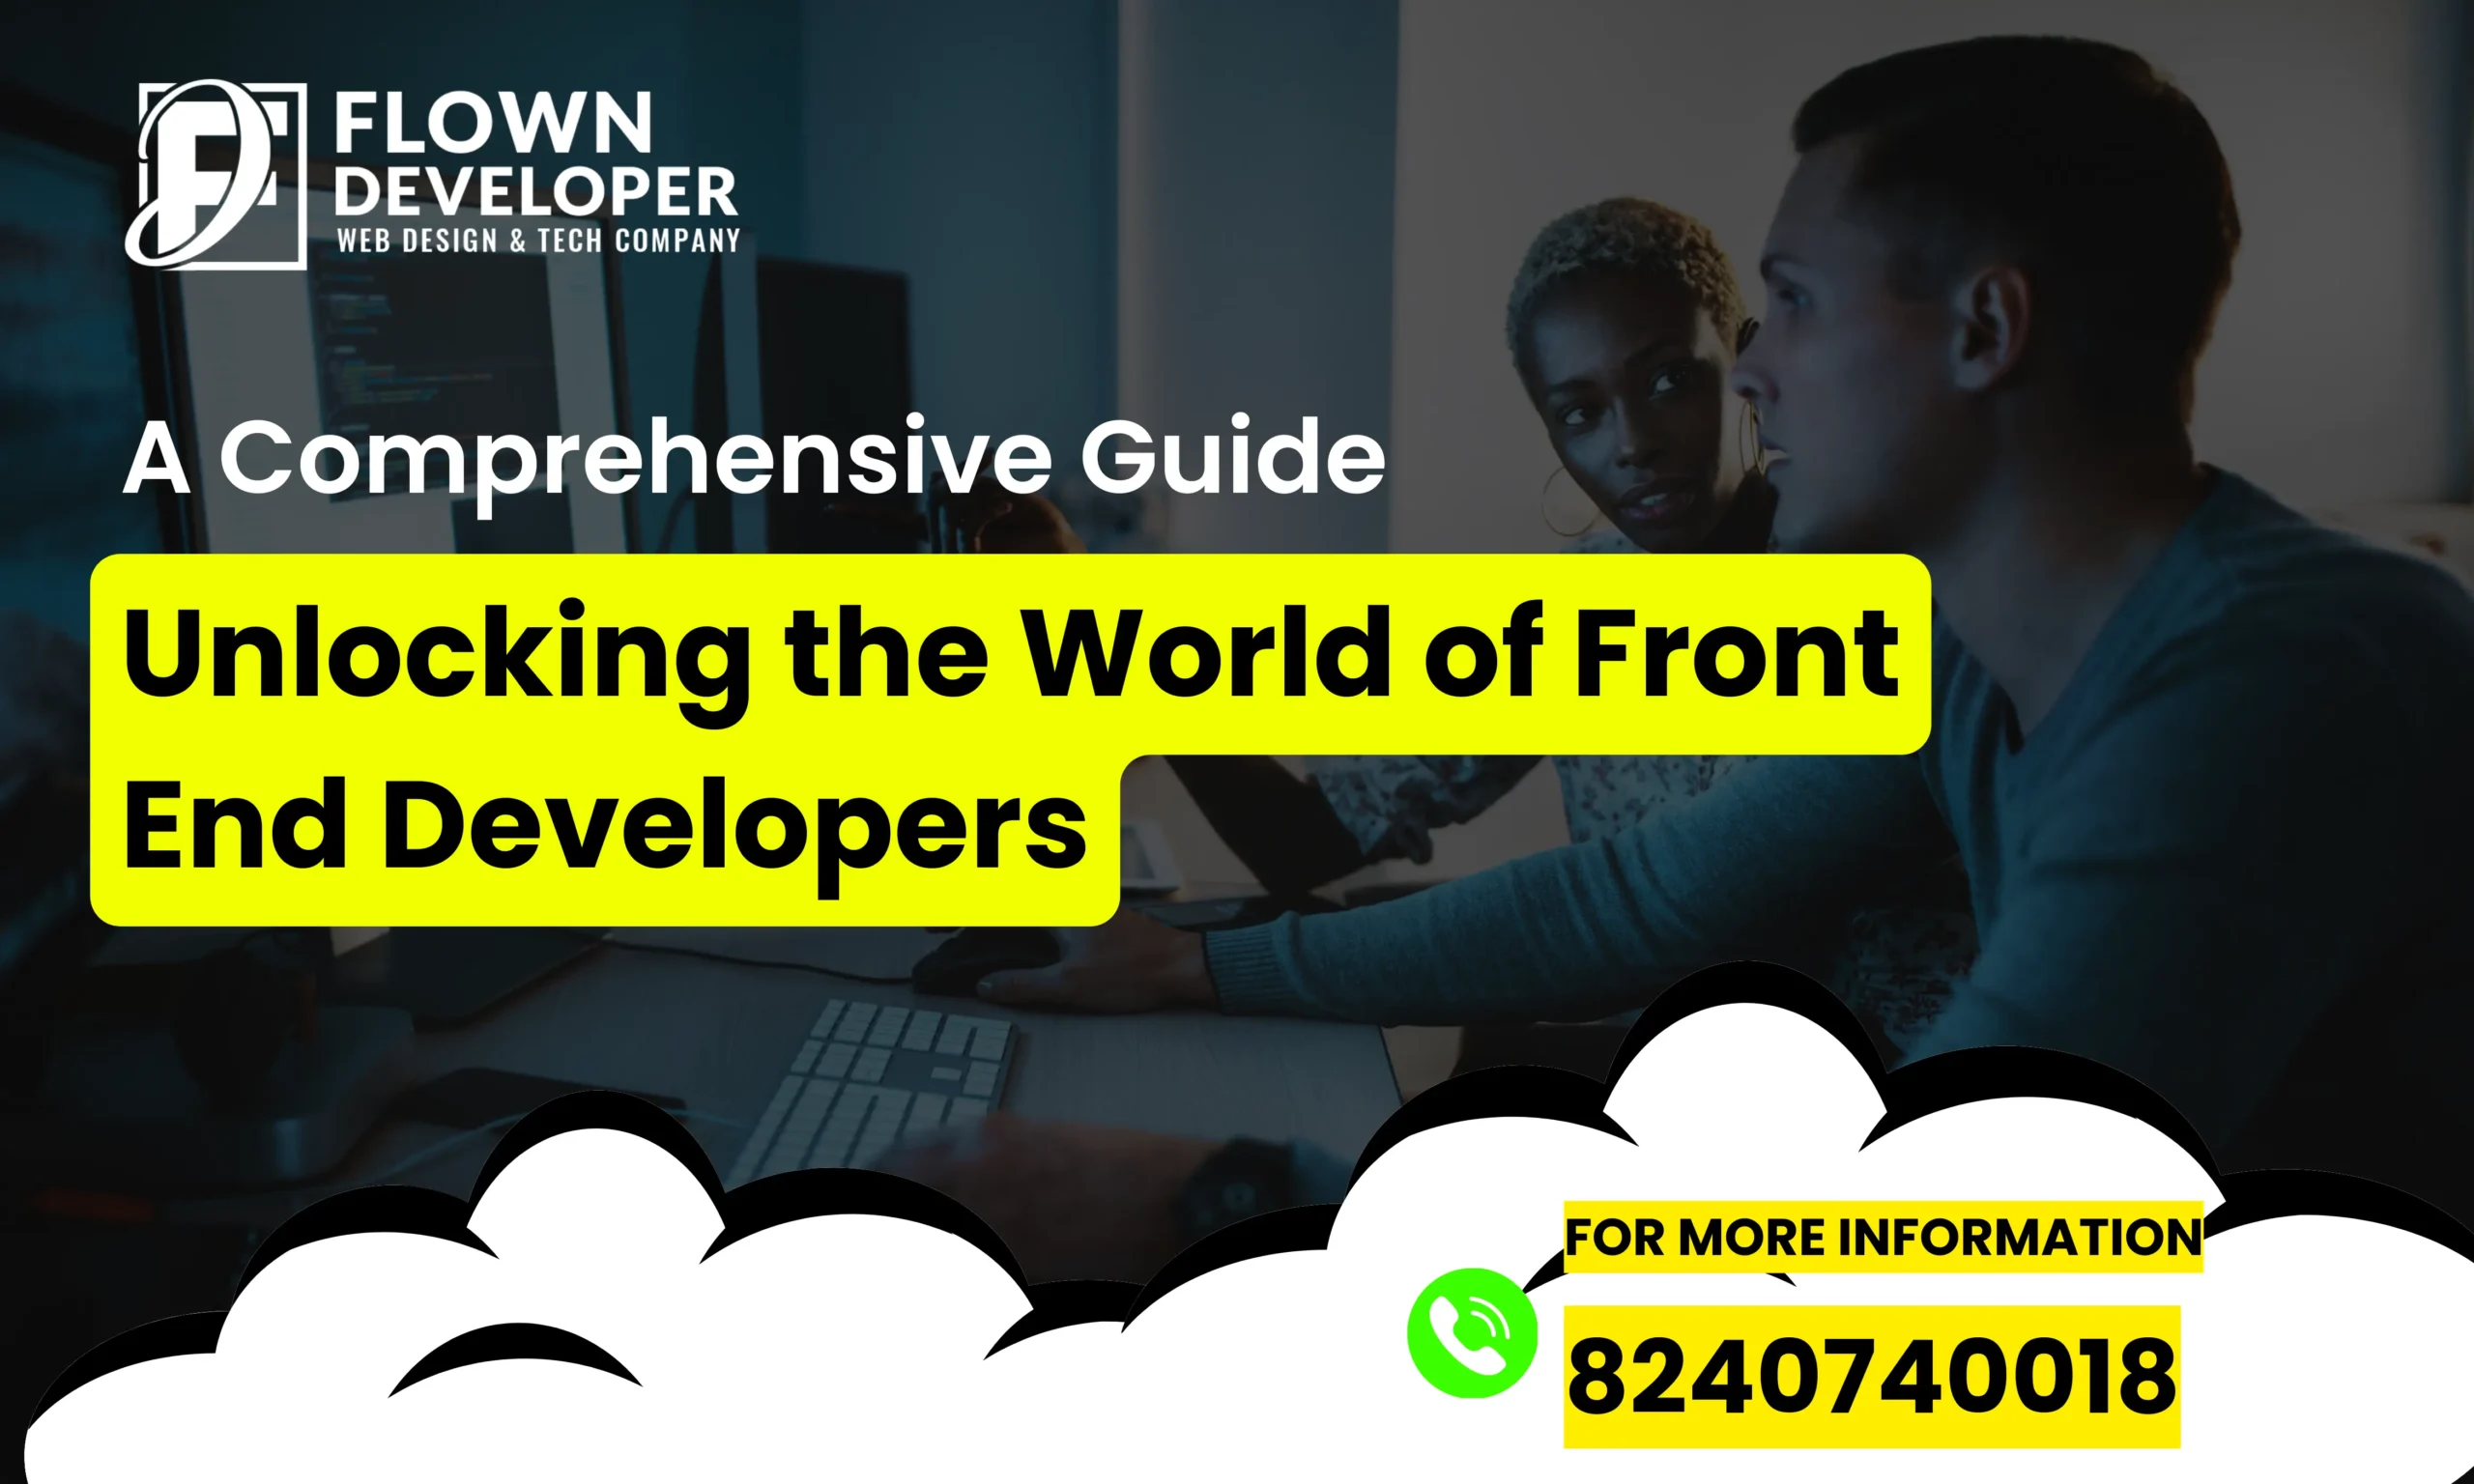 FLOWN
DEVELOPER
WEB DESIGN & TECH COMPANY
A Comprehensive Guide
Unlocking the World of Front
End Developers
FOR MORE INFORMATION
8240740018